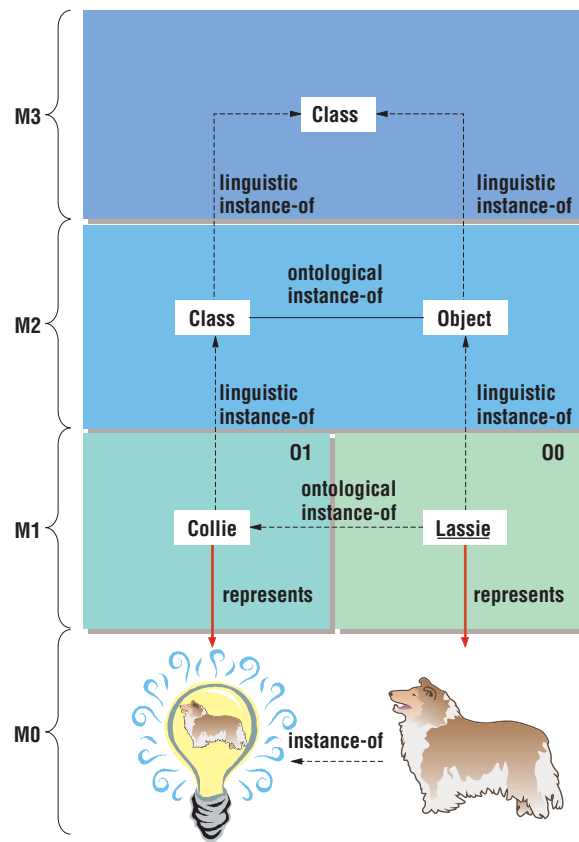 M3
Class
linguistic
instance-of
linguistic
instance-of
M2
ontological
instance-of
Class
Object
linguistic
instance-of
linguistic
instance-of
M1
O1
O0
ontological
instance-of
Collie
Lassie
represents
represents
M0
instance-of